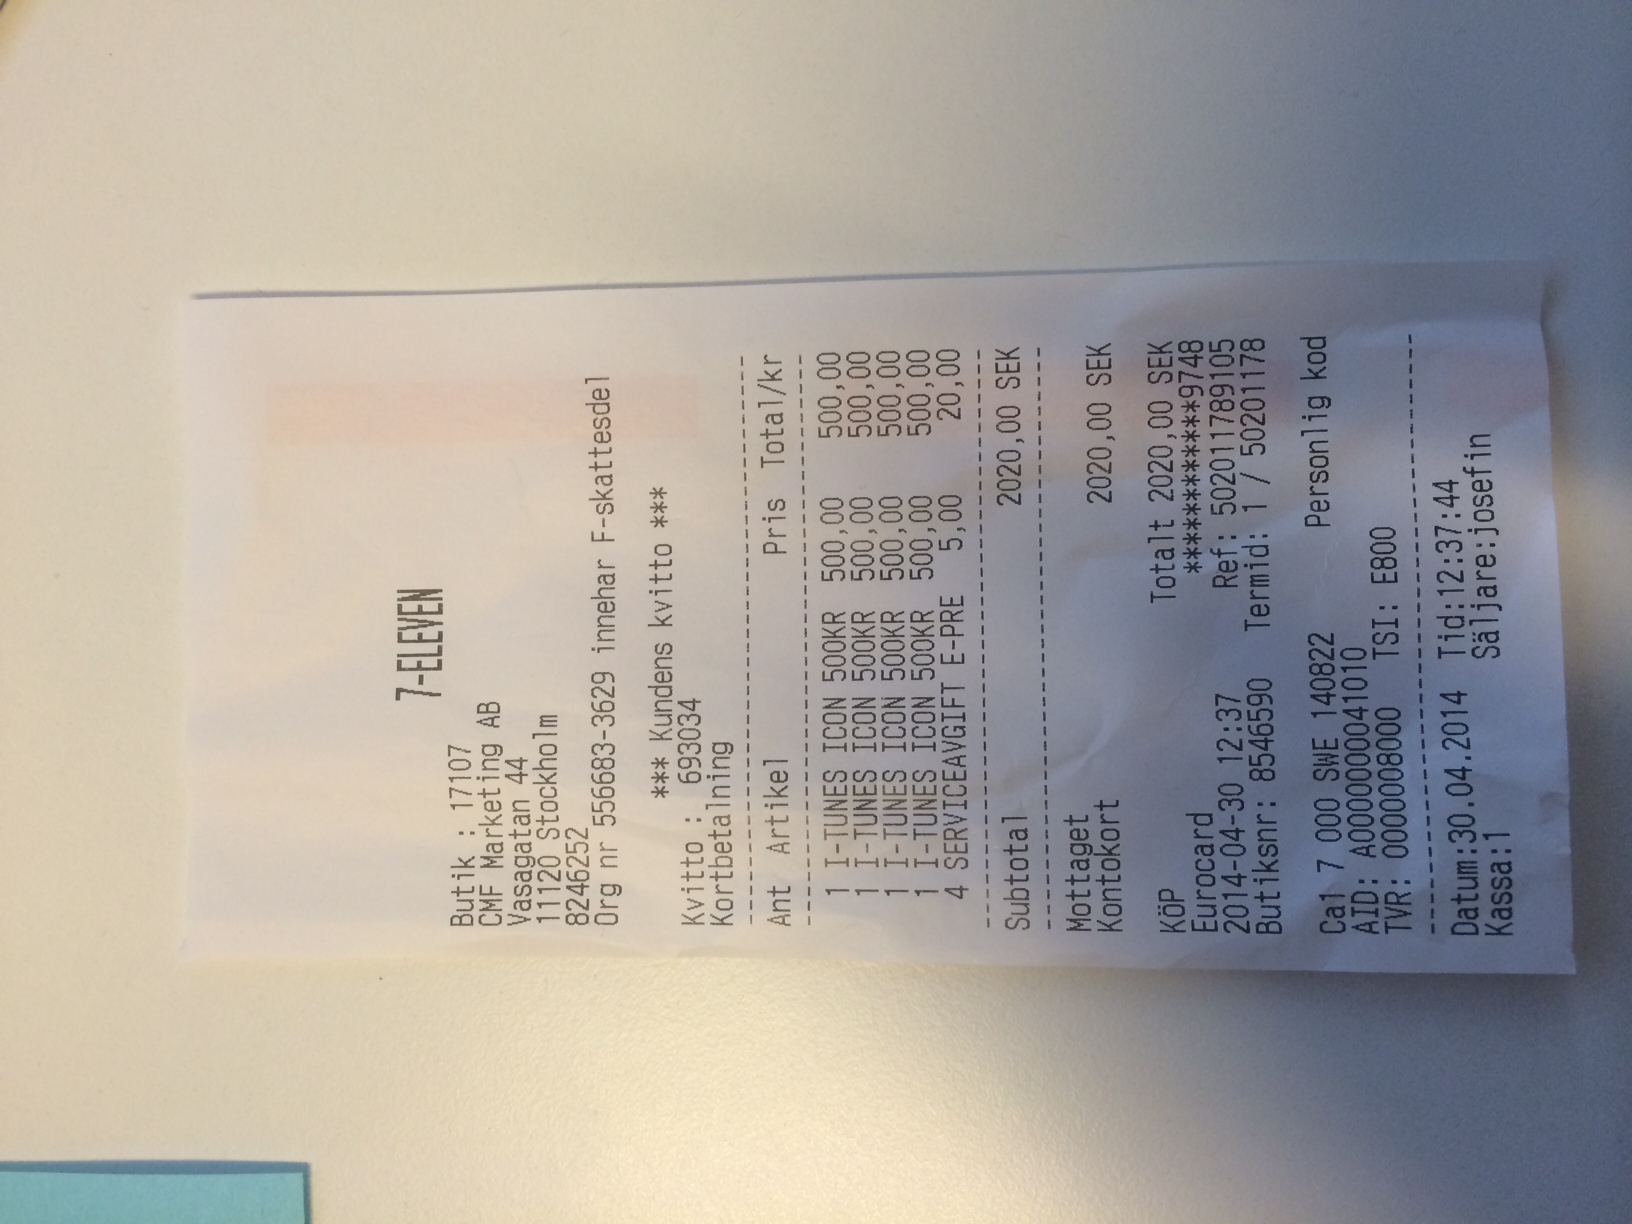 7-ELEVEN
Butik : 17107
CMF Marketing AB
Vasagatan 44
11120 Stockholm
8246252
Org nr 556683-3629 innehar F-skattesdel
*** Kundens kvitto ***
Kvitto : 693034
Kortbetalning
Ant Artikel Pris Total/kr
1 I-TUNES ICON 500KR 500,00 500,00
1 I-TUNES ICON 500KR 500,00 500,00
1 I-TUNES ICON 500KR 500,00 500,00
1 I-TUNES ICON 500KR 500,00 500,00
4 SERVICEAVGIFT E-PRE 5,00 20,00
Subtotal 2020,00 SEK
Mottaget
Kontokort 2020,00 SEK
KÖP Totalt 2020,00 SEK
Eurocard ************9748
2014-04-30 12:37 Ref: 502011789105
Butiksnr: 8546590 Termid: 1 / 50201178
Ca1 7 000 SWE 140822 Personlig kod
AID: A0000000041010
TVR: 0000008000 TSI: E800
Datum:30.04.2014 Tid:12:37:44
Kassa:1 Säljare:josefin